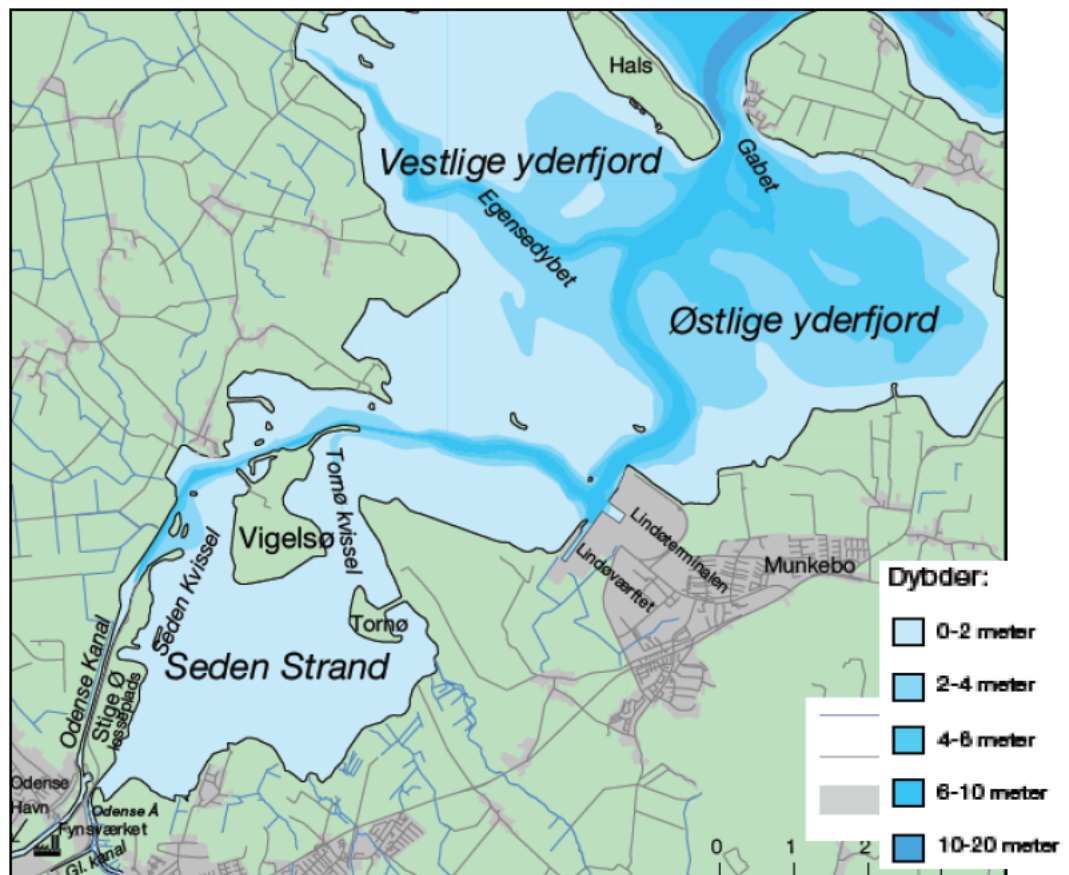 Hals
Gabet
Vestlige yderfjord
Egensedybet
Østlige yderfjord
Tornø kvissel
Vigelsø
Lindøterminalen
Lindøværftet
Munkebo
Seden Kvissel
Tornø
Seden Strand
Odense Kanal
Stige Ø
losseplads
Odense
Havn
Odense Å
Fynsværket
Gl. kanal
Dybder:
0-2 meter
2-4 meter
4-6 meter
6-10 meter
10-20 meter
0 1 2